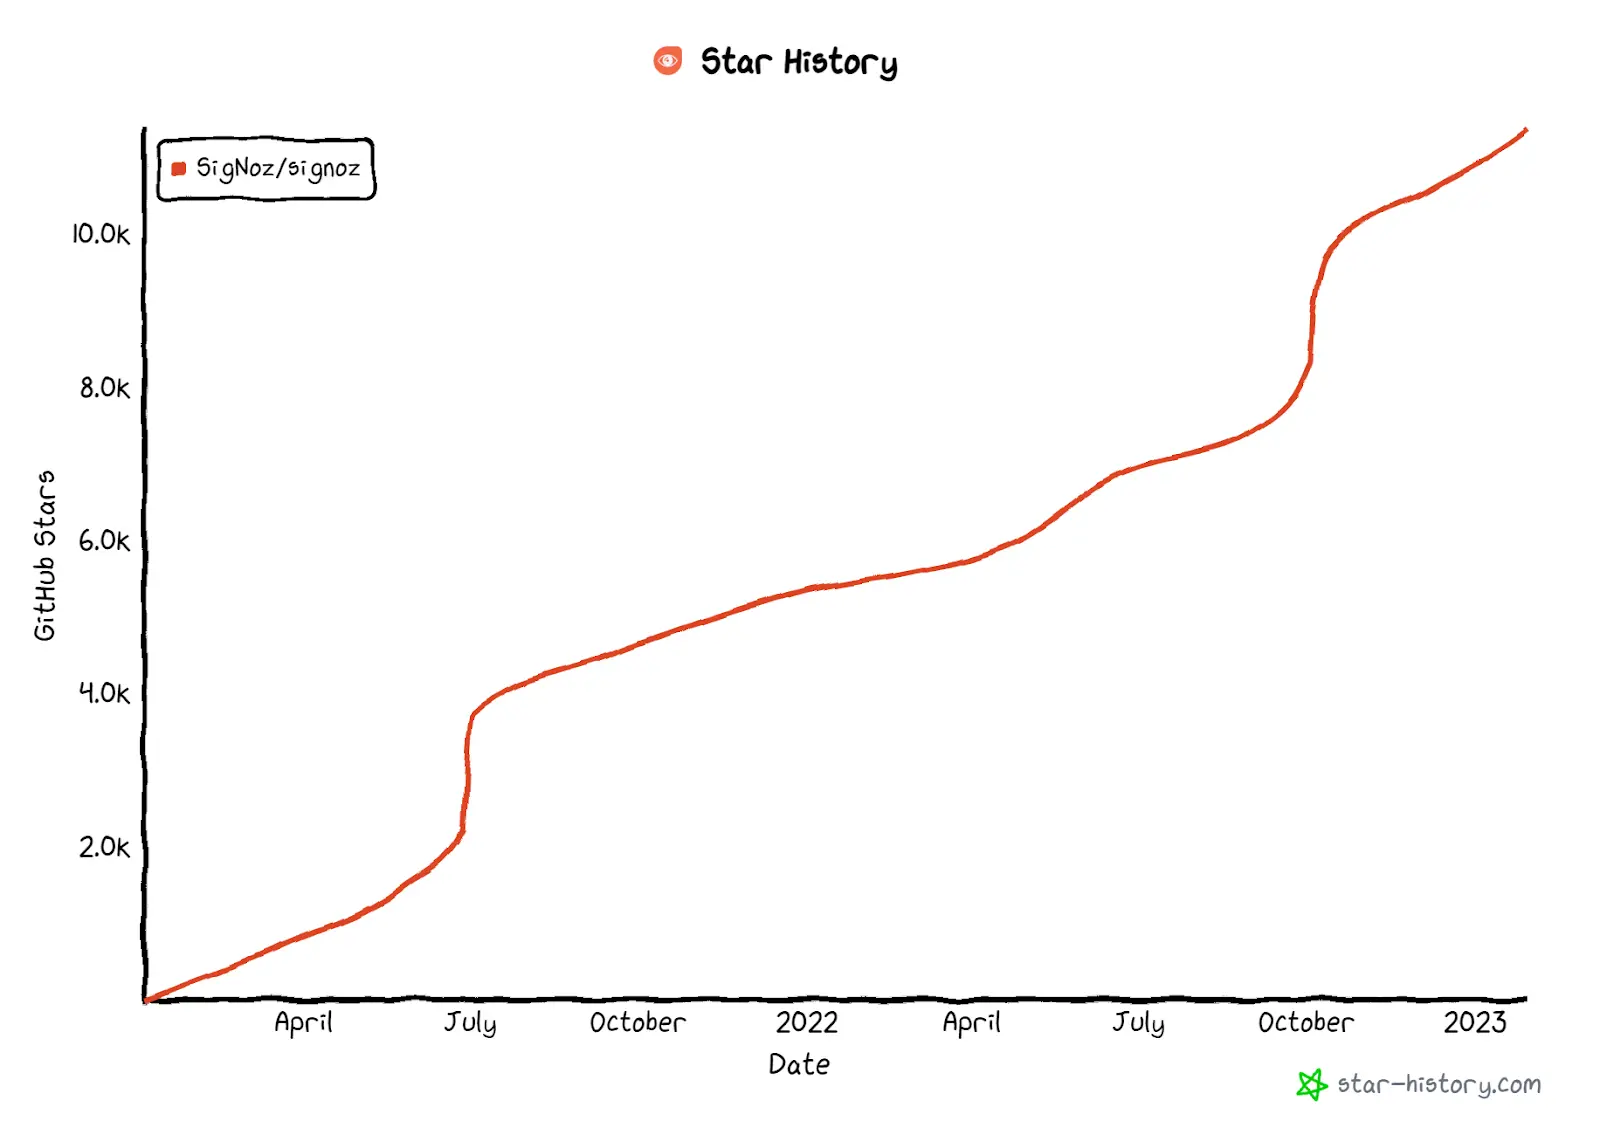 Star History
SigNoz/signoz
10.0K
8.0K
6.0K
4.0K
2.0K
GitHub Stars
April July October 2022 April July October 2023
Date
star-history.com